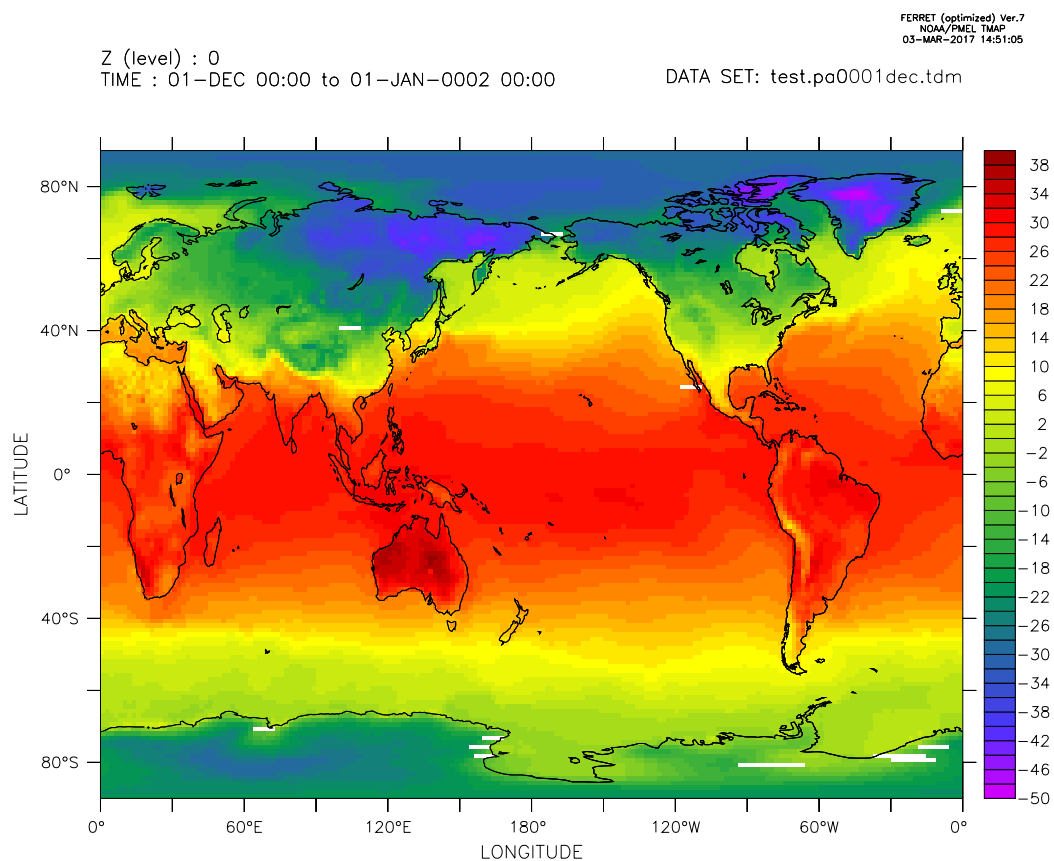 FERRET (optimized) Ver.7
NOAA/PMEL TMAP
03-MAR-2017 14:51:05
Z (level) : 0
TIME : 01-DEC 00:00 to 01-JAN-0002 00:00
DATA SET: test.pa0001dec.tdm
80°N
40°N
0°
40°S
80°S
LATITUDE
0°
60°E
120°E
180°
120°W
60°W
0°
LONGITUDE
38
34
30
26
22
18
14
10
6
2
-2
-6
-10
-14
-18
-22
-26
-30
-34
-38
-42
-46
-50